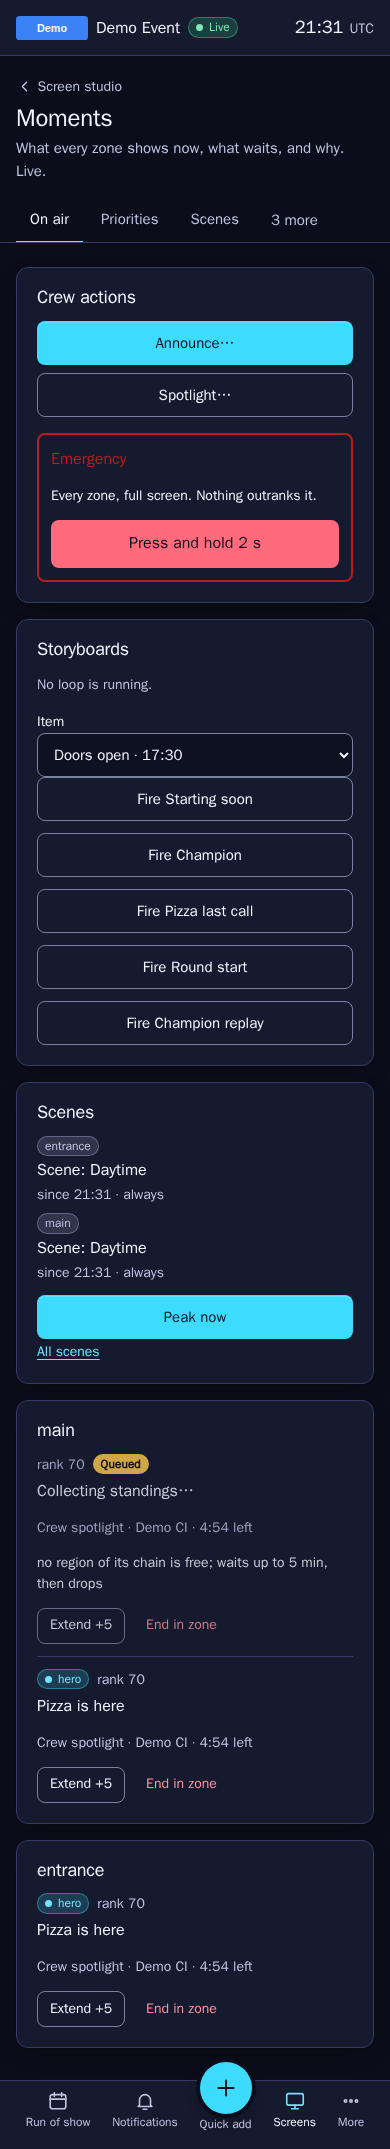 Demo
Demo Event
Live
21:31 UTC
Screen studio
Moments
What every zone shows now, what waits, and why.
Live.
On air
Priorities
Scenes
3 more
Crew actions
Announce···
Spotlight···
Emergency
Every zone, full screen. Nothing outranks it.
Press and hold 2 s
Storyboards
No loop is running.
Item
Doors open · 17:30
Fire Starting soon
Fire Champion
Fire Pizza last call
Fire Round start
Fire Champion replay
Scenes
entrance
Scene: Daytime
since 21:31 · always
main
Scene: Daytime
since 21:31 · always
Peak now
All scenes
main
rank 70 Queued
Collecting standings···
Crew spotlight · Demo CI · 4:54 left
no region of its chain is free; waits up to 5 min,
then drops
Extend +5
End in zone
hero rank 70
Pizza is here
Crew spotlight · Demo CI · 4:54 left
Extend +5
End in zone
entrance
hero rank 70
Pizza is here
Crew spotlight · Demo CI · 4:54 left
Extend +5
End in zone
Run of show
Notifications
Quick add
Screens
More